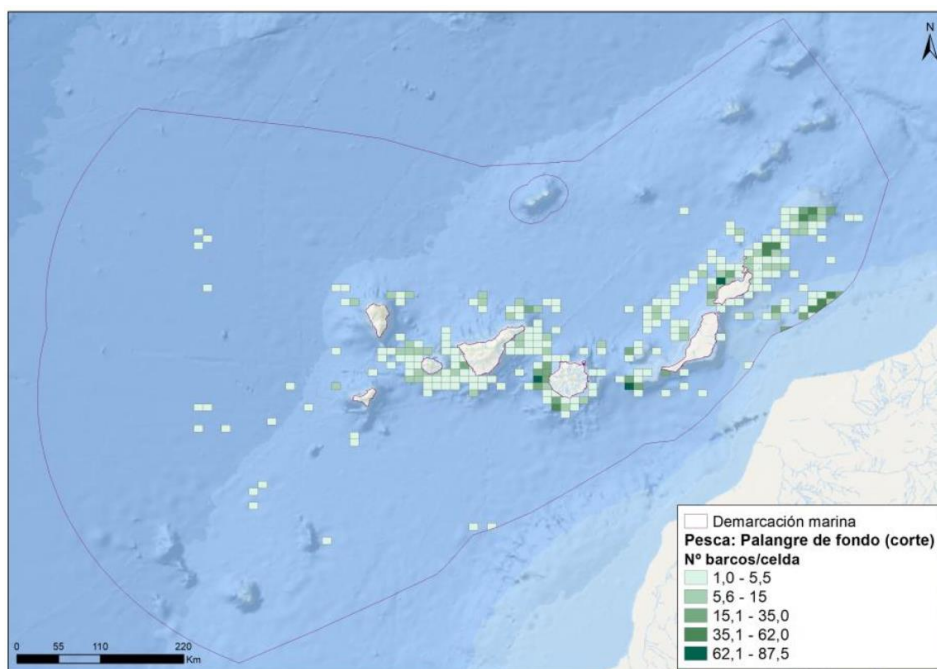 N
Demarcación marina
Pesca: Palangre de fondo (corte)
Nº barcos/celda
1,0 - 5,5
5,6 - 15
15,1 - 35,0
35,1 - 62,0
62,1 - 87,5
0 55 110 220
Km